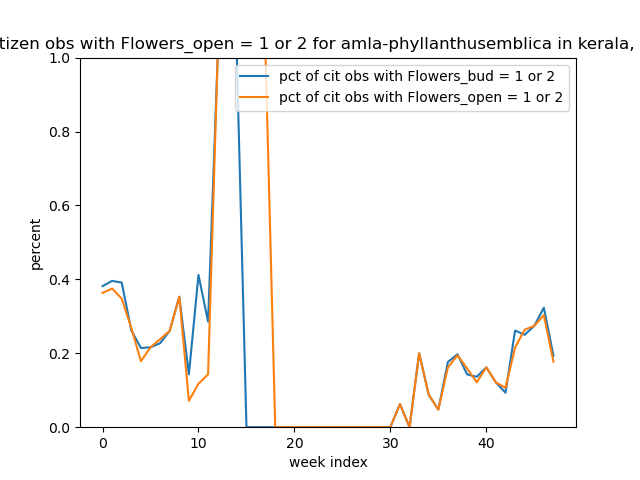 tizen obs with Flowers_open = 1 or 2 for amla-phyllanthusemblica in kerala,
pct of cit obs with Flowers_bud = 1 or 2
pct of cit obs with Flowers_open = 1 or 2
percent
1.0
0.8
0.6
0.4
0.2
0.0
0 10 20 30 40
week index